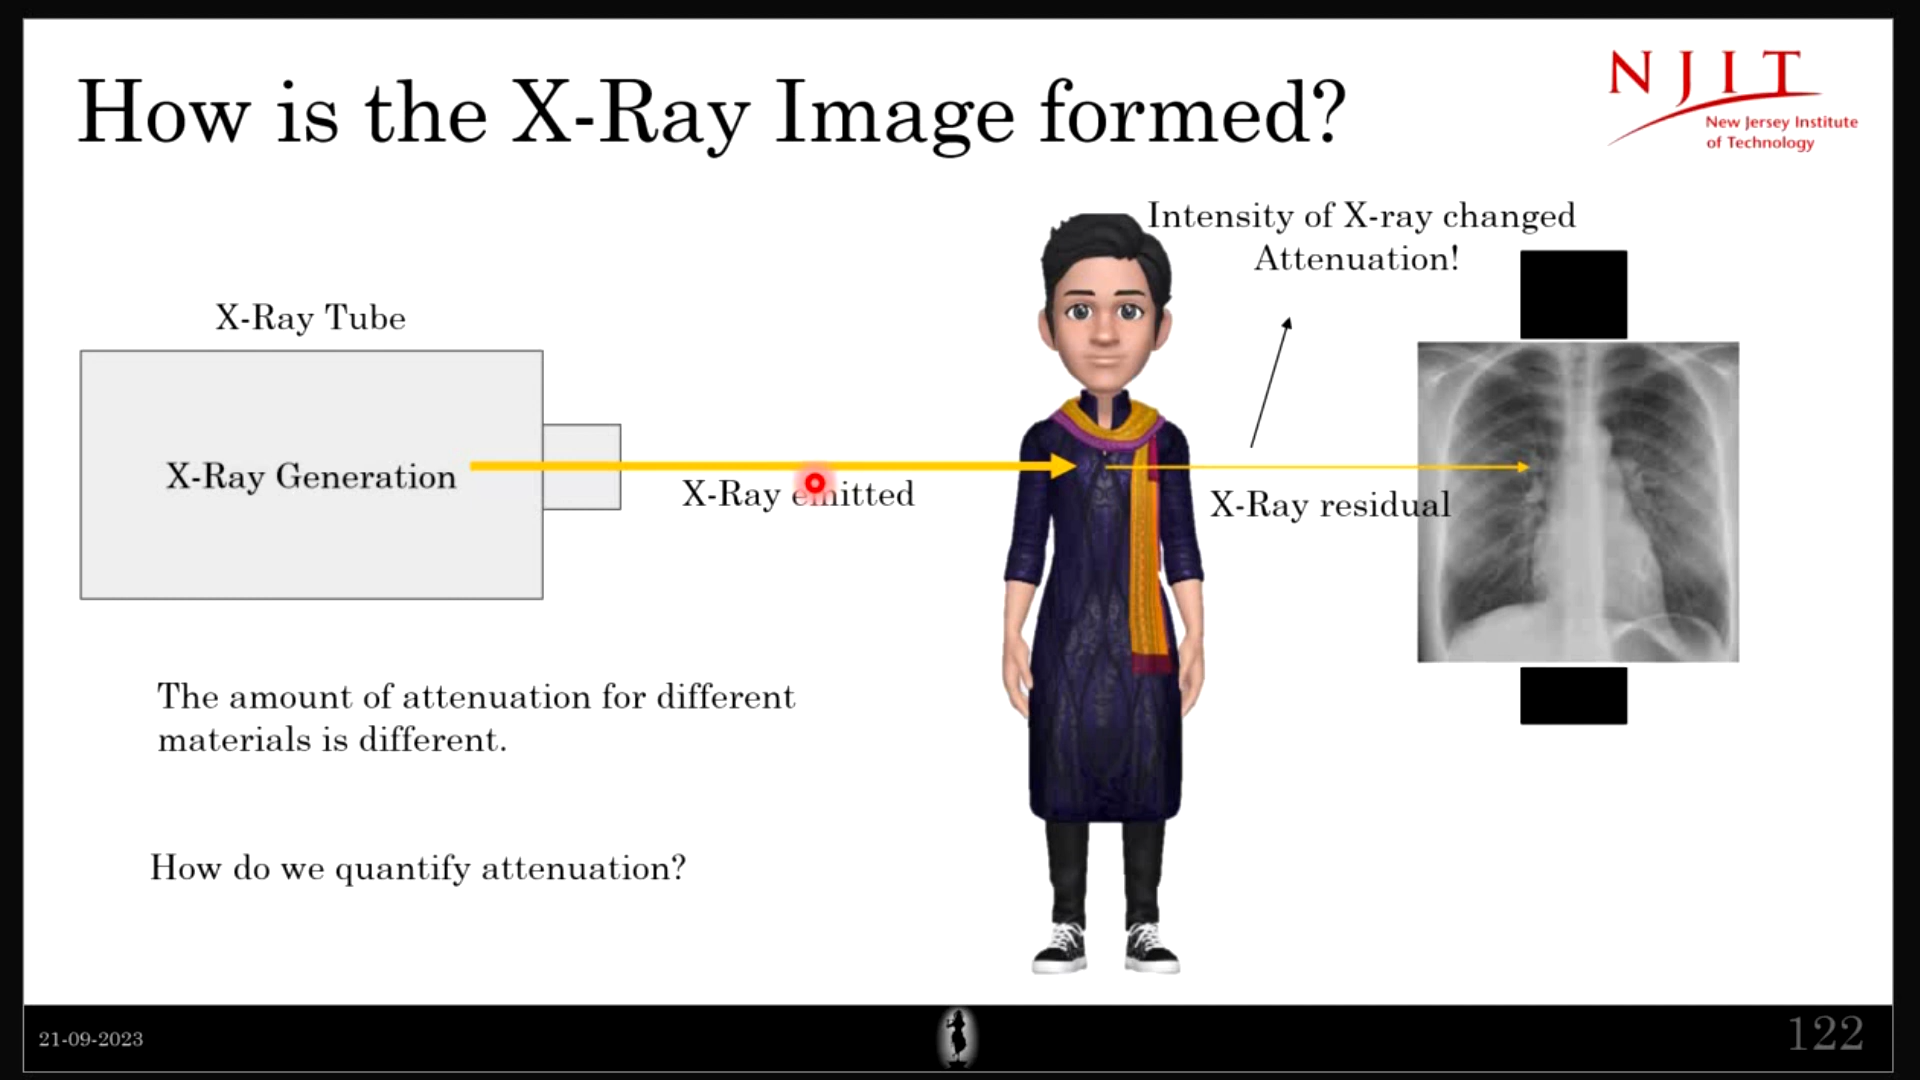 How is the X-Ray Image formed?
NJIT
New Jersey Institute
of Technology
Intensity of X-ray changed
Attenuation!
X-Ray Tube
X-Ray Generation
X-Ray emitted
X-Ray residual
The amount of attenuation for different
materials is different.
How do we quantify attenuation?
21-09-2023
122